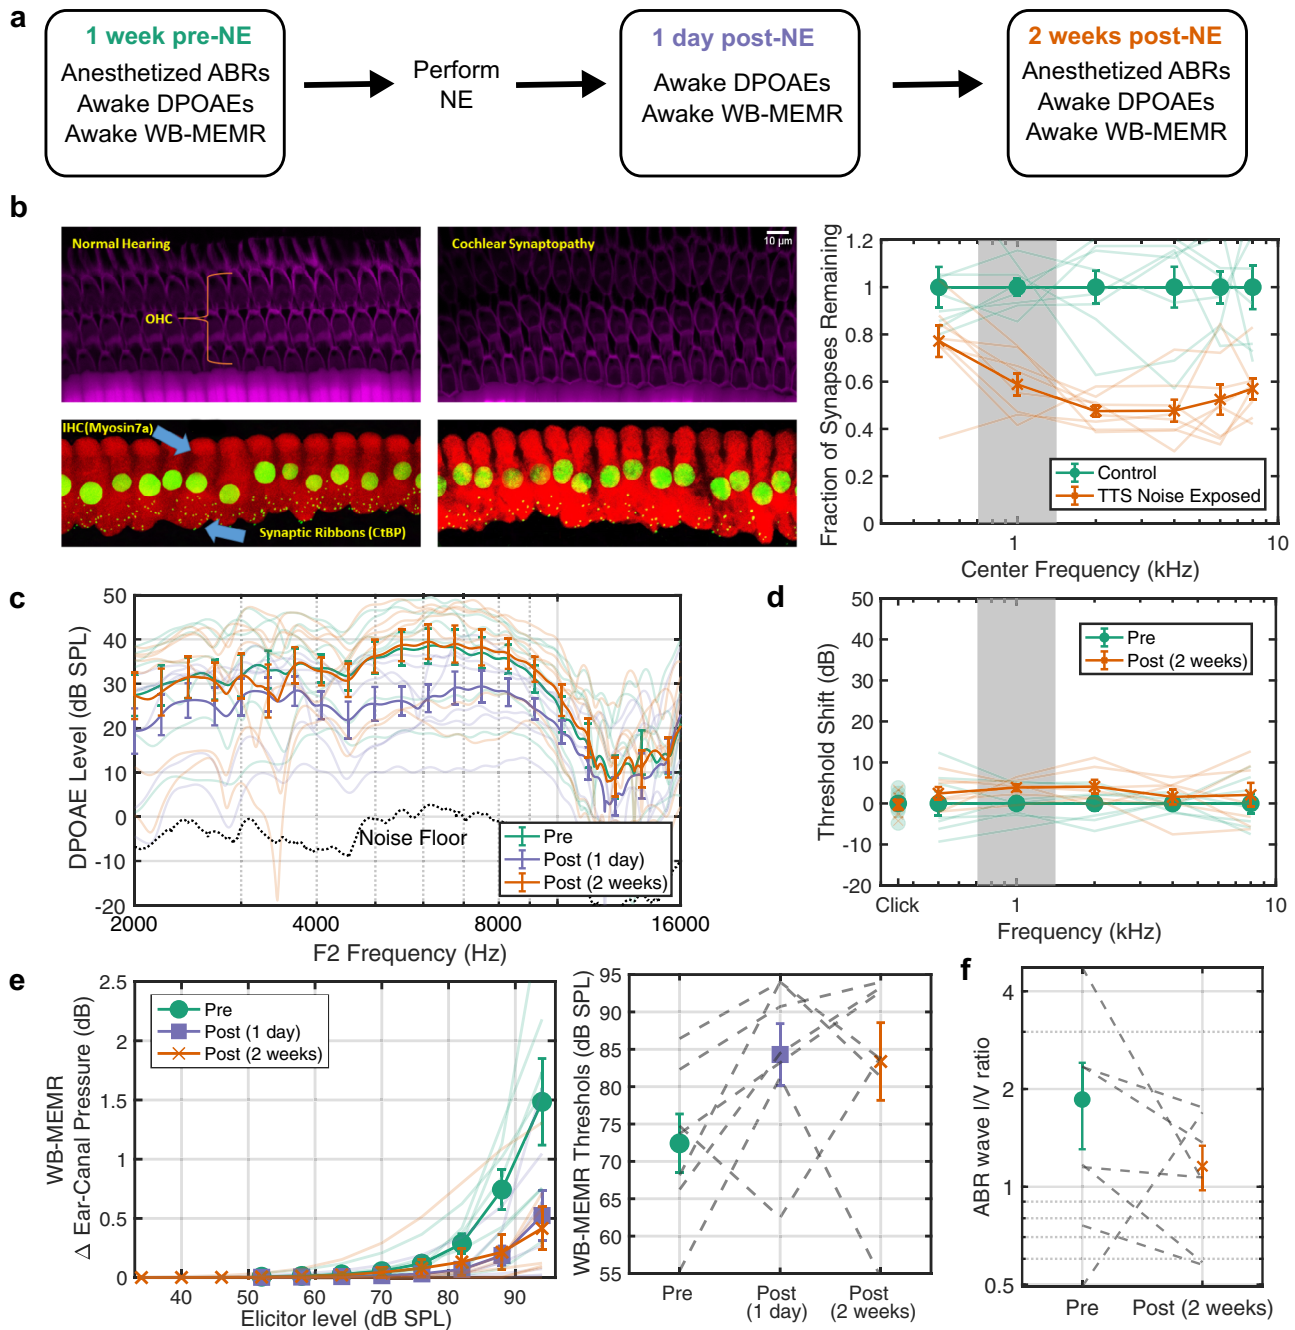 a
1 week pre-NE
Anesthetized ABRs
Awake DPOAEs
Awake WB-MEMR
Perform
NE
1 day post-NE
Awake DPOAEs
Awake WB-MEMR
2 weeks post-NE
Anesthetized ABRs
Awake DPOAEs
Awake WB-MEMR
b
Normal Hearing
OHC
Cochlear Synaptopathy
10 µm
IHC(Myosin7a)
Synaptic Ribbons (CtBP)
Fraction of Synapses Remaining
1.2
1
0.8
0.6
0.4
0.2
0
Control
TTS Noise Exposed
1
10
Center Frequency (kHz)
c
DPOAE Level (dB SPL)
50
40
30
20
10
0
-10
-20
Noise Floor
Pre
Post (1 day)
Post (2 weeks)
2000
4000
8000
16000
F2 Frequency (Hz)
d
Threshold Shift (dB)
50
40
30
20
10
0
-10
-20
Pre
Post (2 weeks)
Click
1
10
Frequency (kHz)
e
WB-MEMR
△ Ear-Canal Pressure (dB)
2.5
2
1.5
1
0.5
0
Pre
Post (1 day)
Post (2 weeks)
40
50
60
70
80
90
Elicitor level (dB SPL)
WB-MEMR Threshols (dB SPL)
95
90
85
80
75
70
65
60
55
Pre
Post
(1 day)
Post
(2 weeks)
f
ABR wave I/V ratio
4
2
1
0.5
Pre
Post (2 weeks)